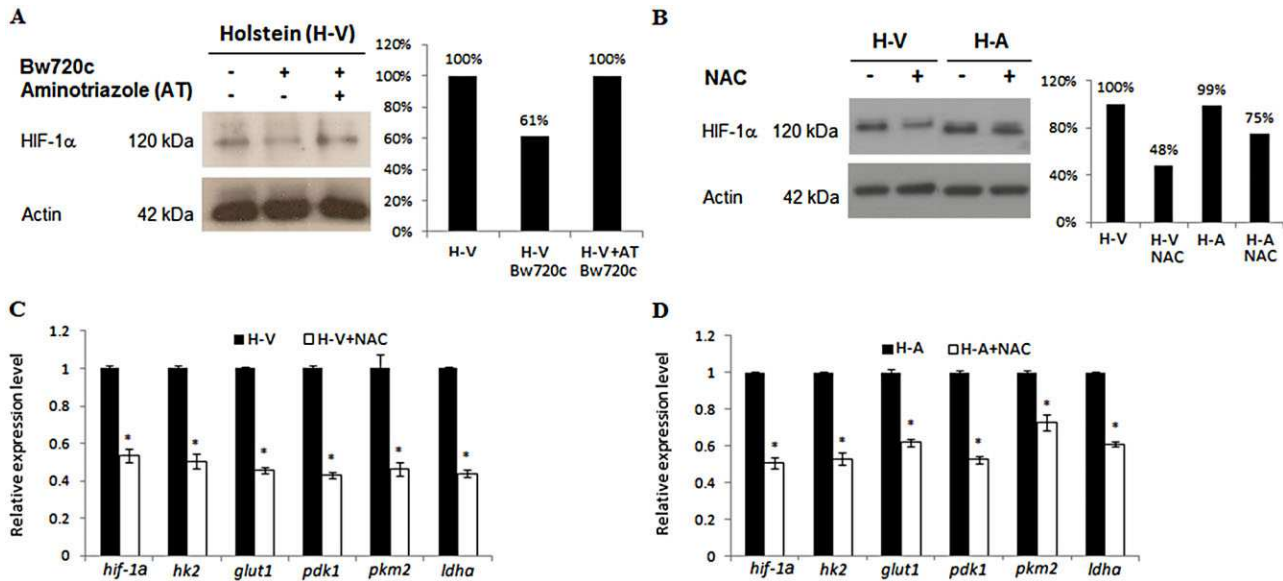 A
Holstein (H-V)
Bw720c - + +
Aminotriazole (AT) - - +
HIF-1α 120 kDa
Actin 42 kDa
120%
100%
80%
60%
40%
20%
0%
100% 61% 100%
H-V H-V Bw720c H-V+AT Bw720c
B
H-V H-A
NAC - + - +
HIF-1α 120 kDa
Actin 42 kDa
120%
80%
40%
0%
100% 48% 99% 75%
H-V H-V NAC H-A H-A NAC
C
Relative expression level
H-V H-V+NAC
1.2
1
0.8
0.6
0.4
0.2
0
* * * * * *
hif-1a hk2 glut1 pdk1 pkm2 ldha
D
Relative expression level
H-A H-A+NAC
1.2
1
0.8
0.6
0.4
0.2
0
* * * * * *
hif-1a hk2 glut1 pdk1 pkm2 ldha